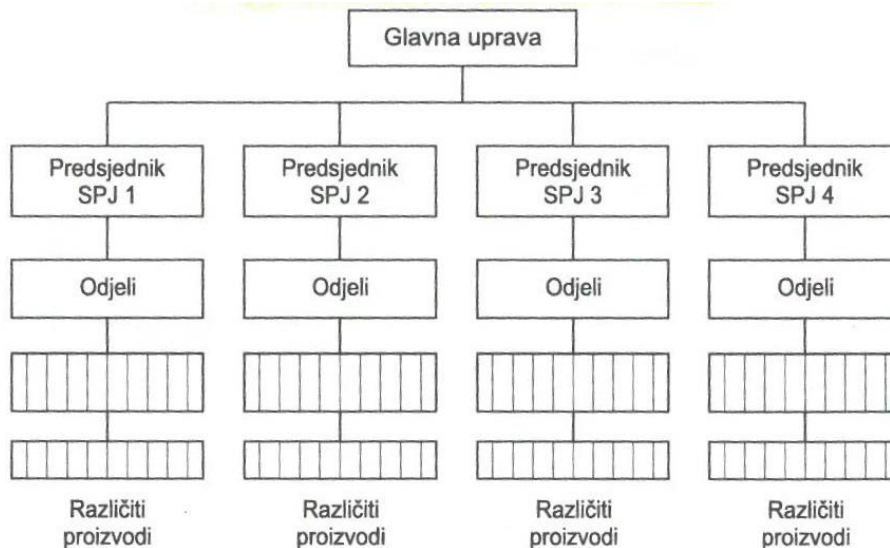 Glavna uprava
Predsjednik
SPJ 1
Predsjednik
SPJ 2
Predsjednik
SPJ 3
Predsjednik
SPJ 4
Odjeli
Odjeli
Odjeli
Odjeli
Različiti
proizvodi
Različiti
proizvodi
Različiti
proizvodi
Različiti
proizvodi